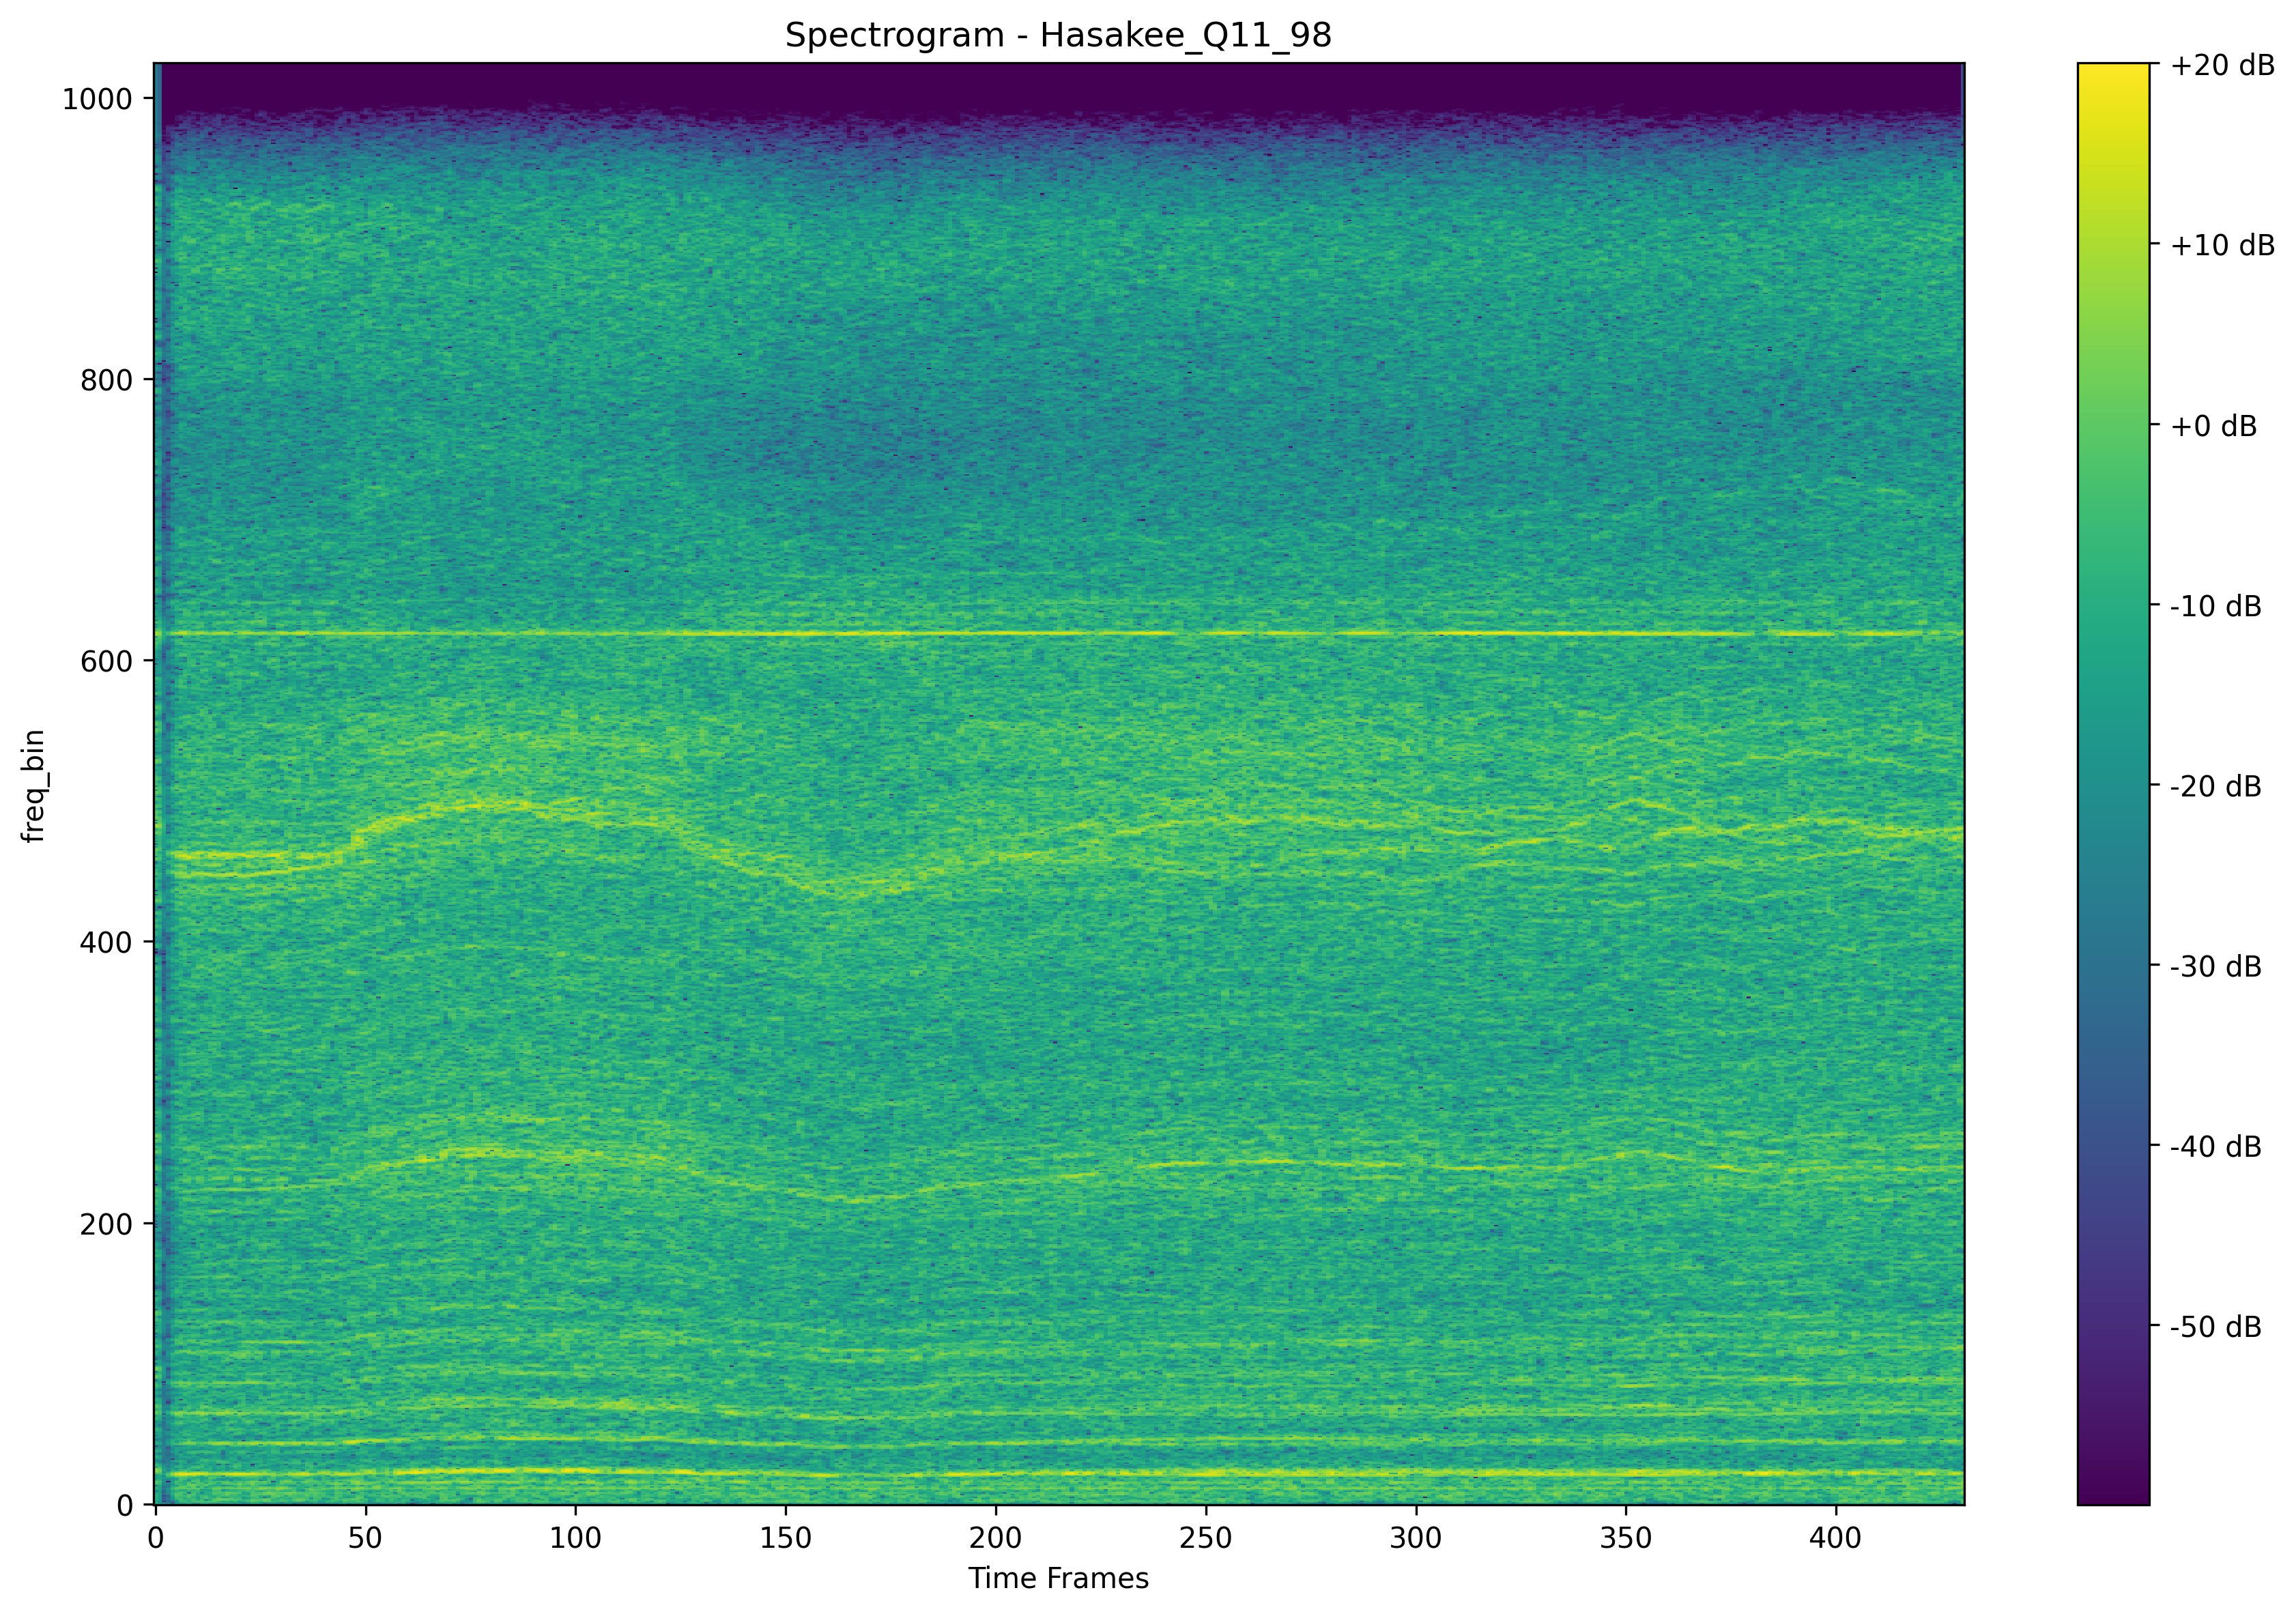 Spectrogram - Hasakee_Q11_98
1000
800
600
400
200
0
freq_bin
0 50 100 150 200 250 300 350 400
Time Frames
+20 dB
+10 dB
+0 dB
-10 dB
-20 dB
-30 dB
-40 dB
-50 dB